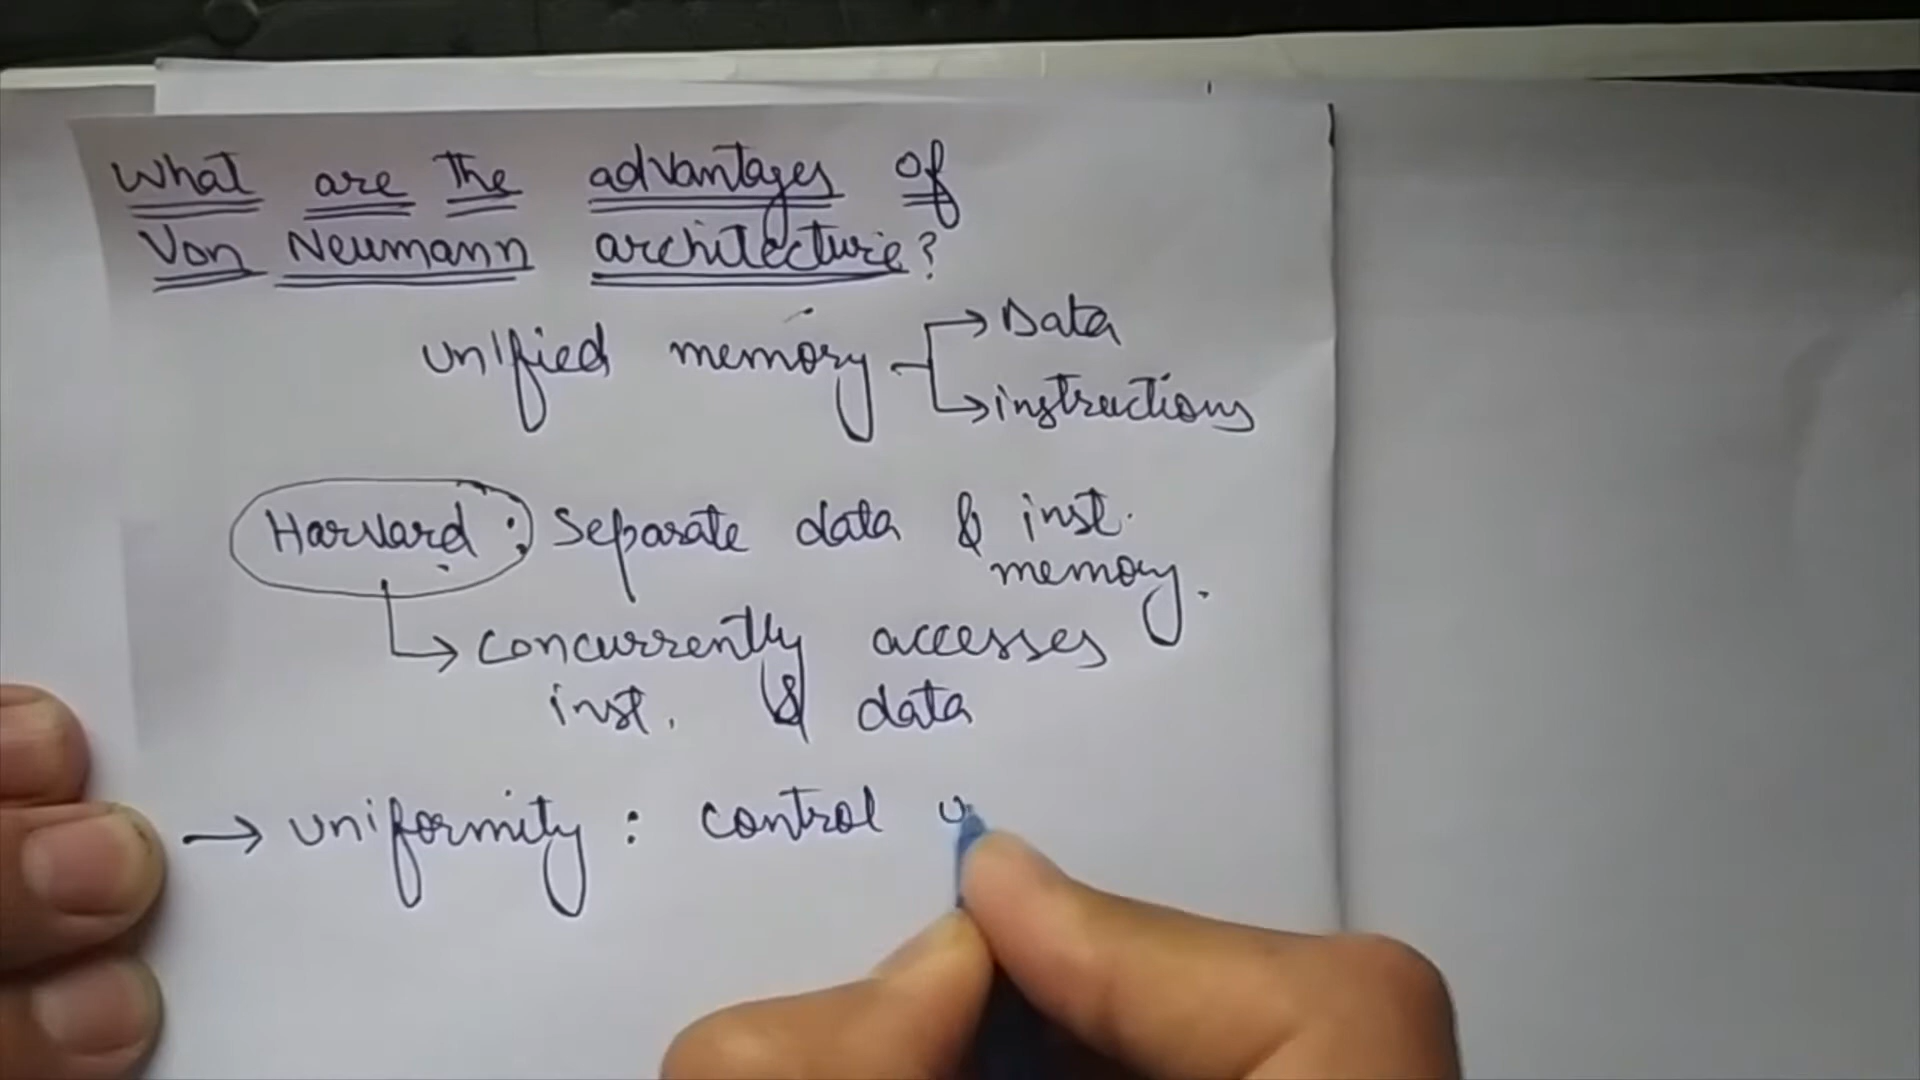 What are the advantages of
Von Neumann architecture?
unified memory → Data
→ instructions
Harvard : Separate data & inst.
memory.
→ concurrently accesses
inst. & data
→ uniformity : control u